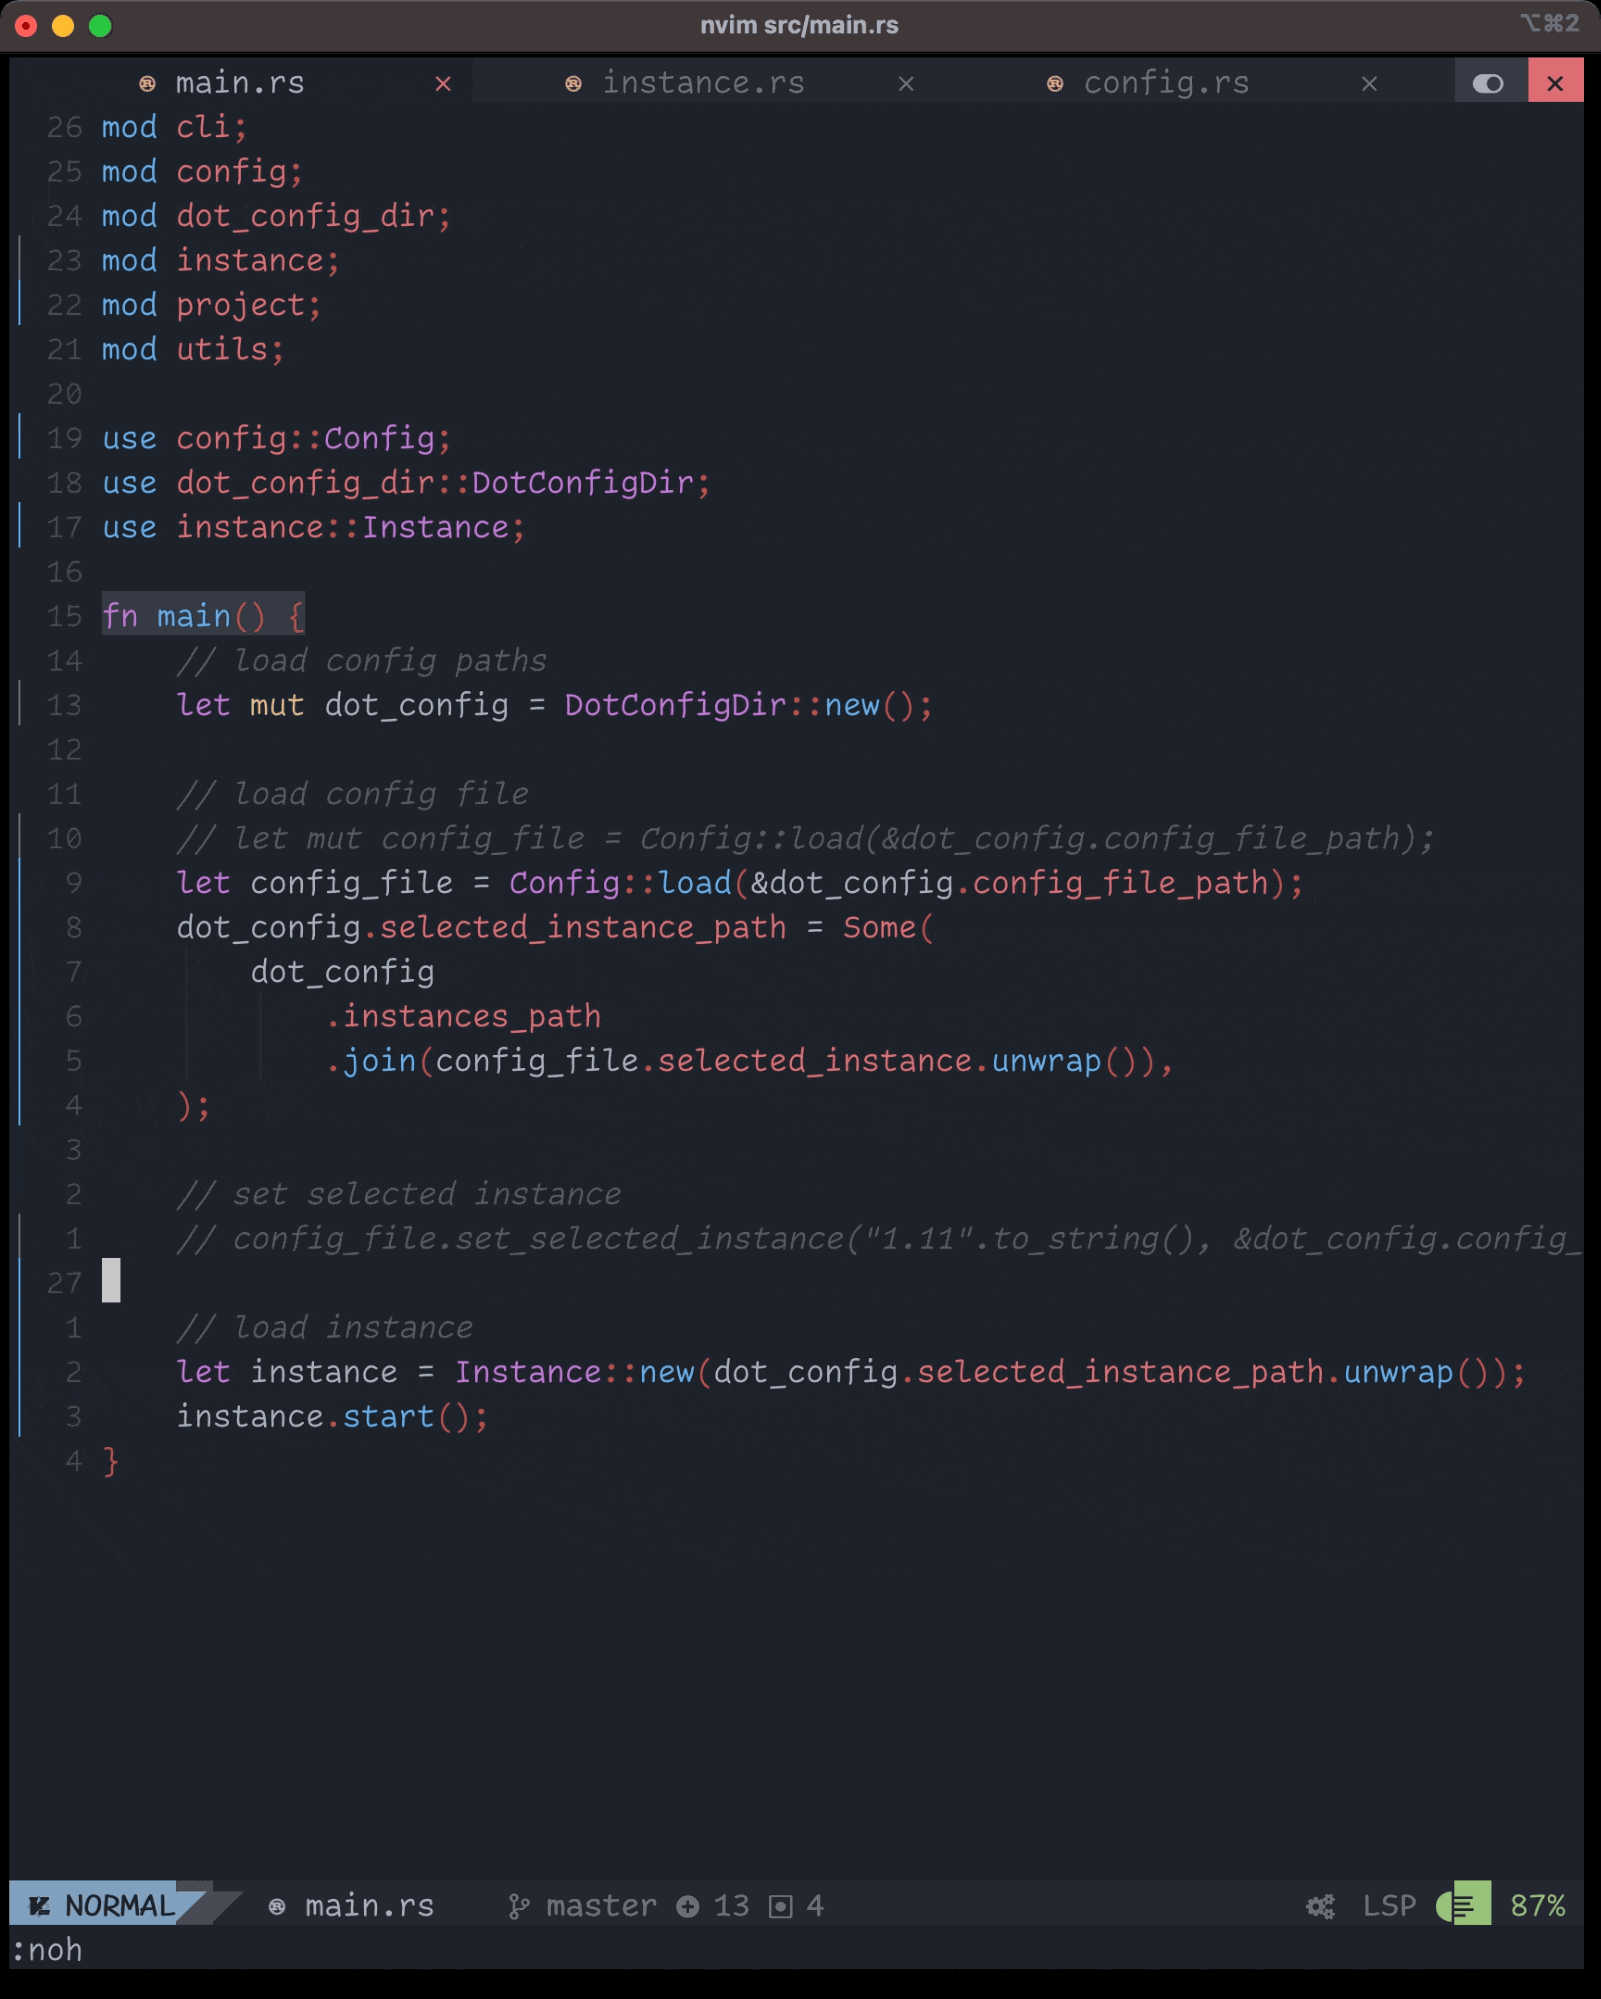 nvim src/main.rs ⌥⌘2
main.rs × instance.rs × config.rs × ×
26 mod cli;
25 mod config;
24 mod dot_config_dir;
23 mod instance;
22 mod project;
21 mod utils;
20
19 use config::Config;
18 use dot_config_dir::DotConfigDir;
17 use instance::Instance;
16
15 fn main() {
14     // load config paths
13     let mut dot_config = DotConfigDir::new();
12
11     // load config file
10     // let mut config_file = Config::load(&dot_config.config_file_path);
9     let config_file = Config::load(&dot_config.config_file_path);
8     dot_config.selected_instance_path = Some(
7         dot_config
6             .instances_path
5             .join(config_file.selected_instance.unwrap()),
4     );
3
2     // set selected instance
1     // config_file.set_selected_instance("1.11".to_string(), &dot_config.config_
27
1     // load instance
2     let instance = Instance::new(dot_config.selected_instance_path.unwrap());
3     instance.start();
4 }
NORMAL main.rs master 13 4 LSP 87%
:noh